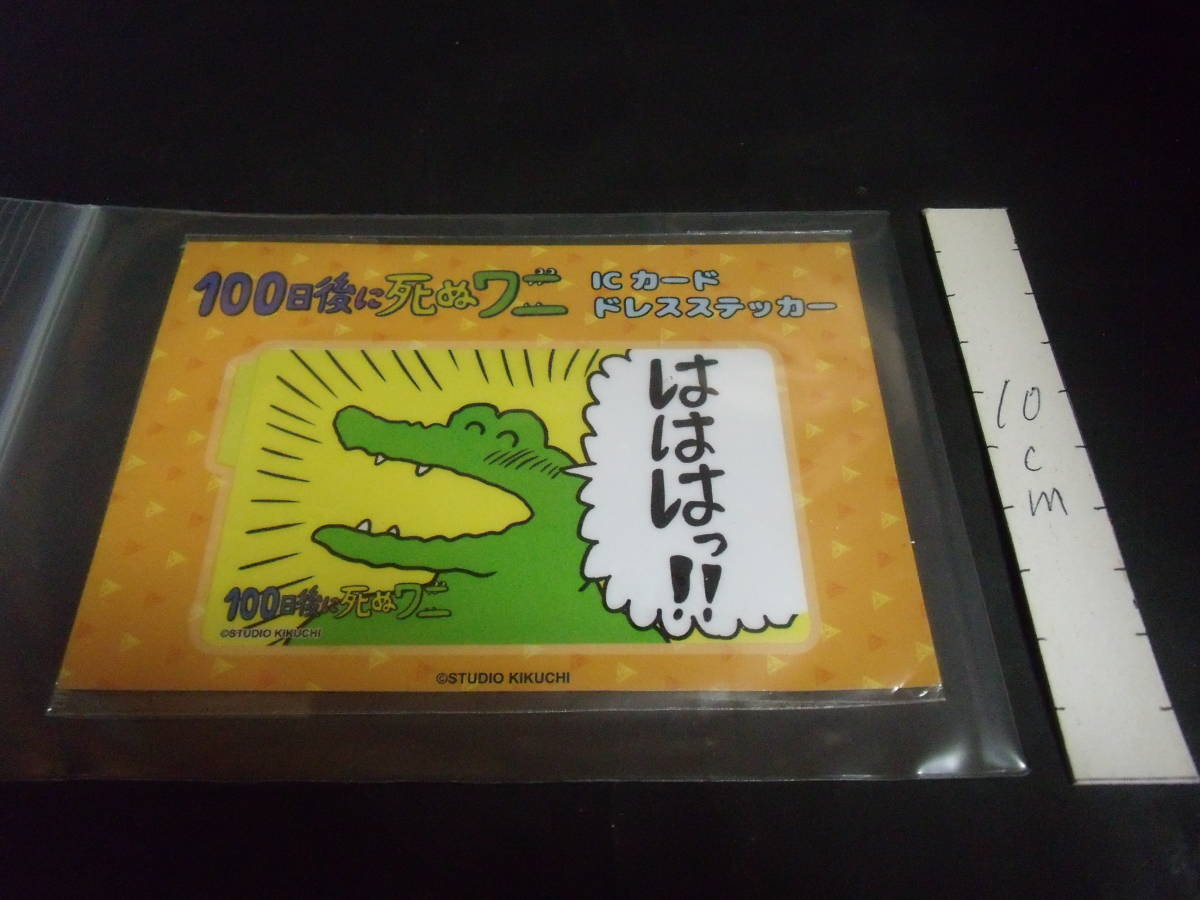 100日後に死ぬワニ
ICカード
ドレスステッカー
ははははっ!!
100日後に死ぬワニ
©STUDIO KIKUCHI
©STUDIO KIKUCHI
10
c
m